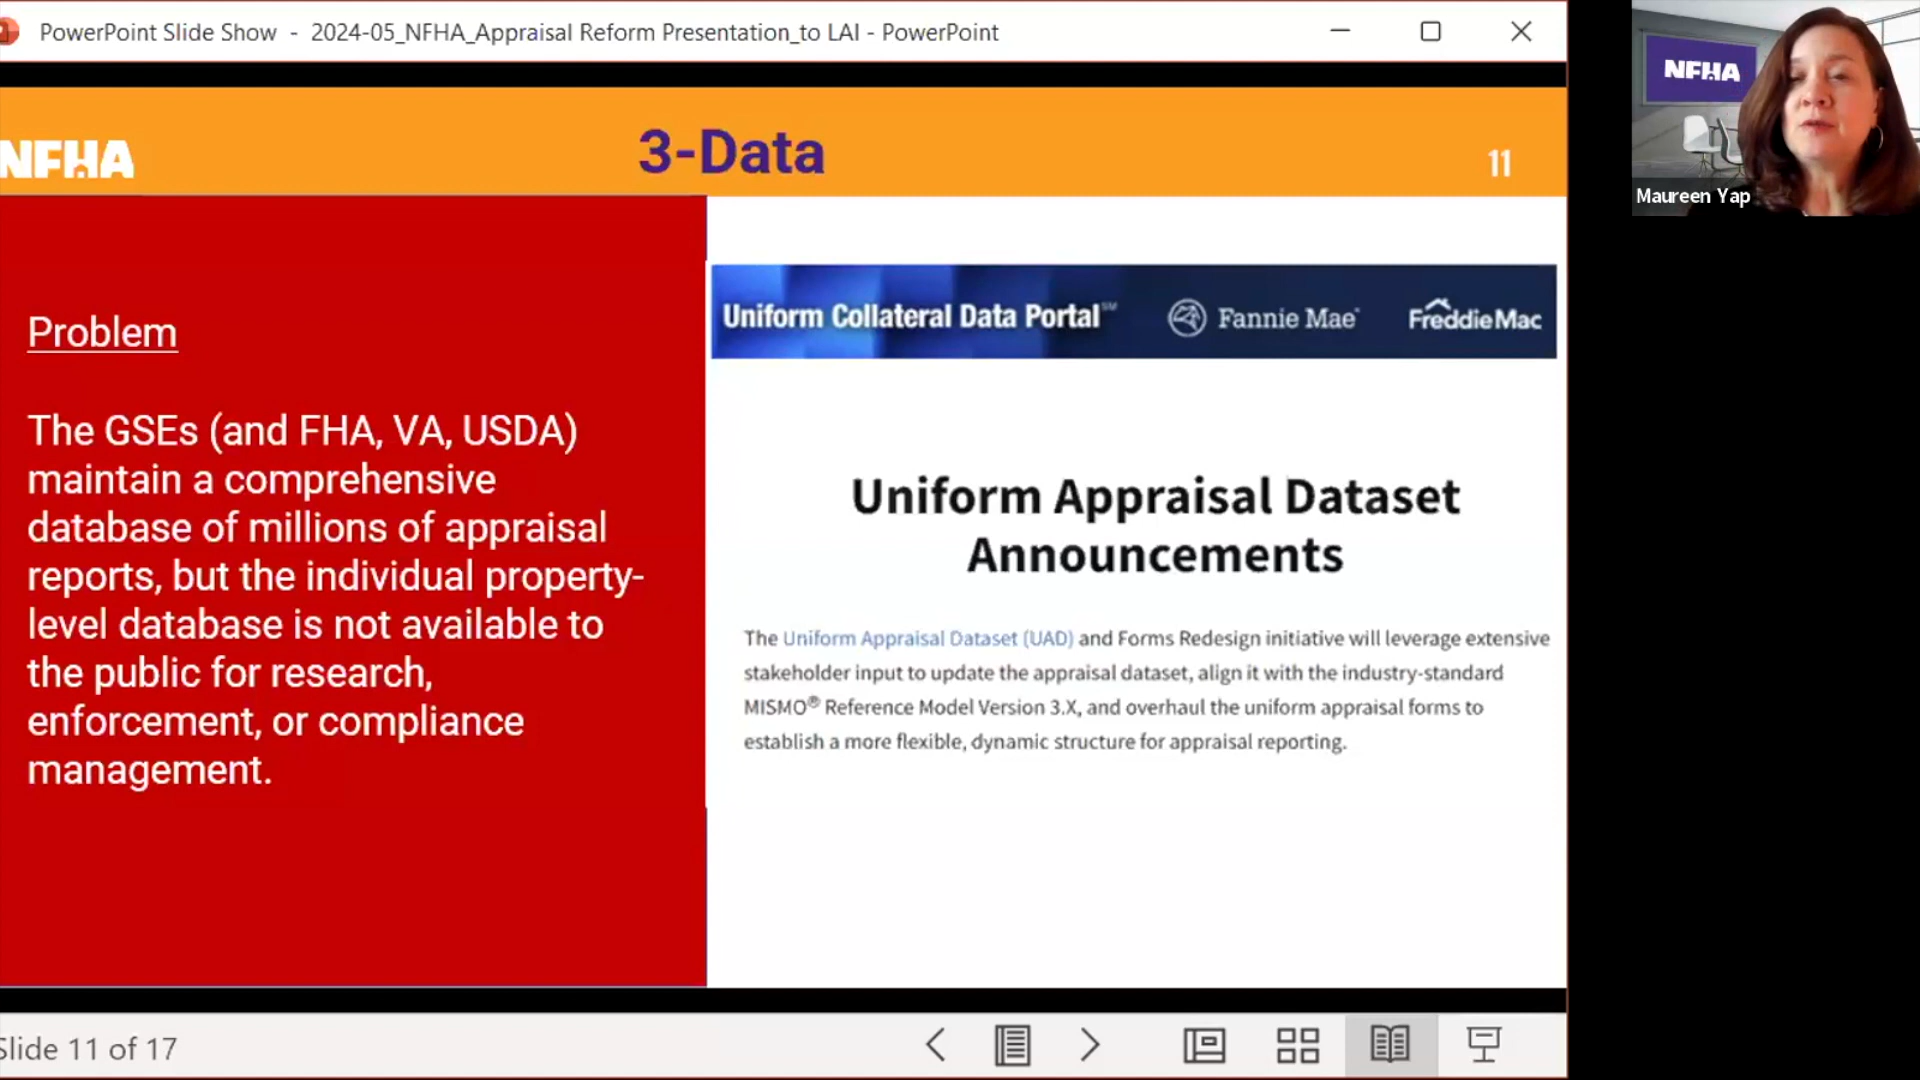 PowerPoint Slide Show - 2024-05_NFHA_Appraisal Reform Presentation_to LAI - PowerPoint
NFHA
3-Data
11
Problem
The GSEs (and FHA, VA, USDA)
maintain a comprehensive
database of millions of appraisal
reports, but the individual property-
level database is not available to
the public for research,
enforcement, or compliance
management.
Uniform Collateral Data Portal℠
Fannie Mae®
Freddie Mac
Uniform Appraisal Dataset
Announcements
The Uniform Appraisal Dataset (UAD) and Forms Redesign initiative will leverage extensive
stakeholder input to update the appraisal dataset, align it with the industry-standard
MISMO® Reference Model Version 3.X, and overhaul the uniform appraisal forms to
establish a more flexible, dynamic structure for appraisal reporting.
Slide 11 of 17
NFHA
Maureen Yap